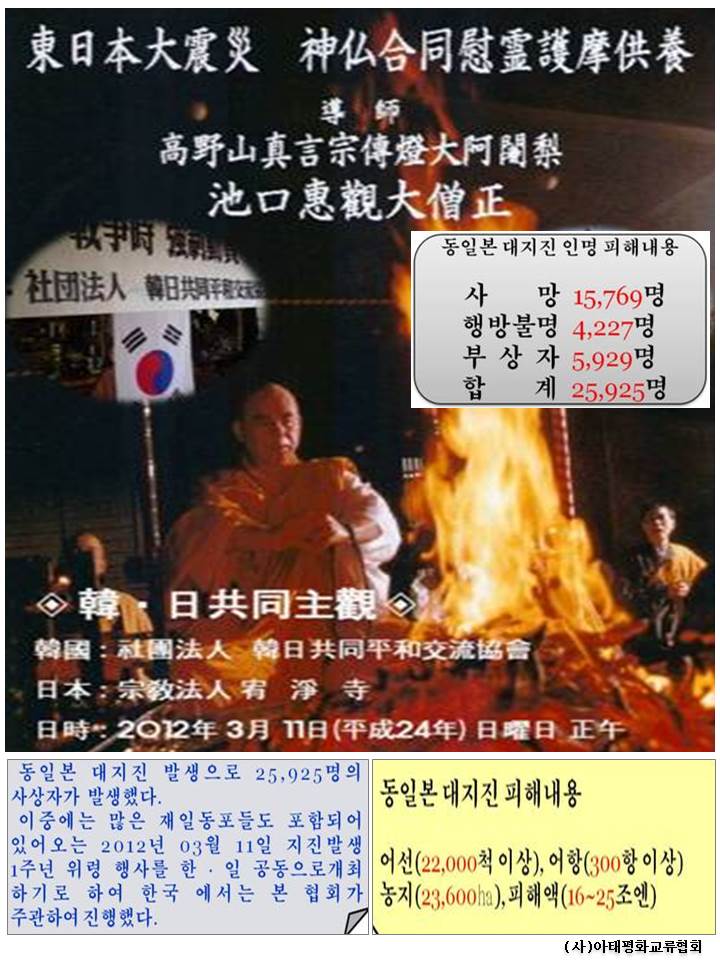 東日本大震災 神仏合同慰霊護摩供養
導師
高野山真言宗傳燈大阿闍梨
池口惠觀大僧正
社団法人 韓日共同平和交流
동일본 대지진 인명 피해내용
사 망 15,769명
행방불명 4,227명
부 상 자 5,929명
합 계 25,925명
◈ 韓·日共同主觀 ◈
韓國 : 社團法人 韓日共同平和交流協會
日本 : 宗教法人 宥 淨 寺
日時 : 2012年 3月 11日(平成24年) 日曜日 正午
동일본 대지진 발생으로 25,925명의
사상자가 발생했다.
이중에는 많은 재일동포들도 포함되어
있어오는 2012년 03월 11일 지진발생
1주년 위령 행사를 한 · 일 공동으로개최
하기로 하여 한국 에서는 본 협회가
주관하여진행했다.
동일본 대지진 피해내용
어선(22,000척 이상), 어항(300항 이상)
농지(23,600ha),피해액(16~25조엔)
(사)아태평화교류협회